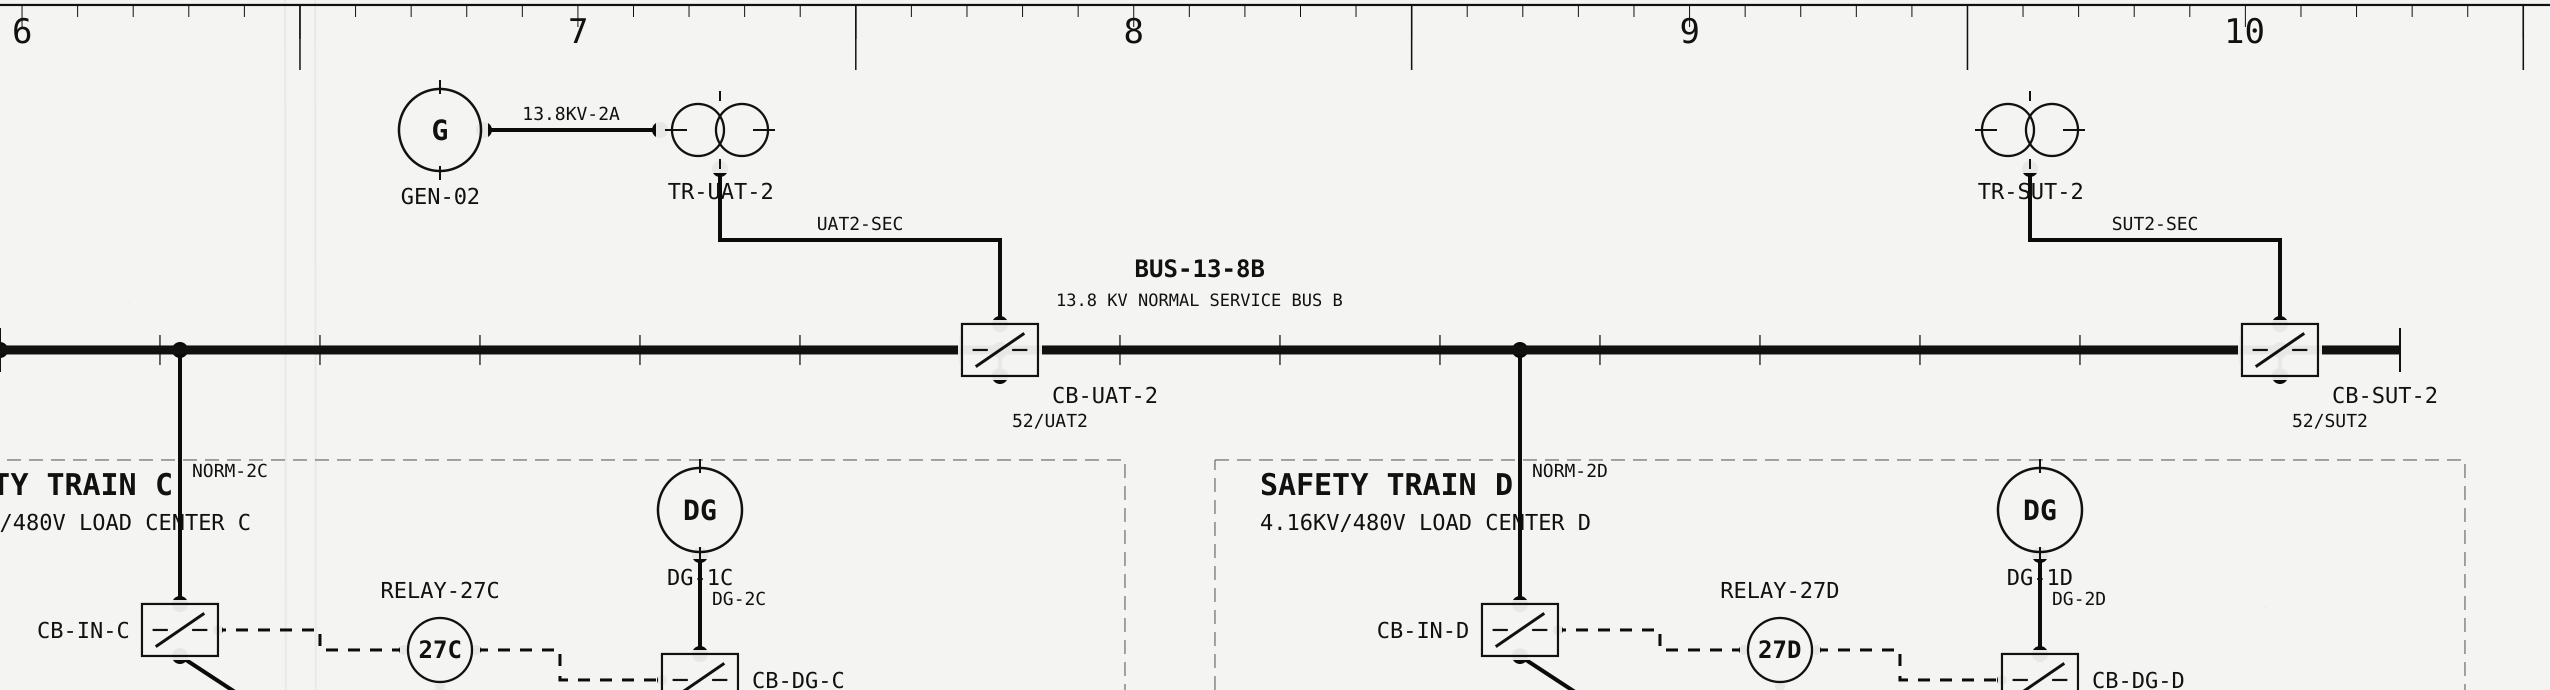 6 7 8 9 10
G
13.8KV-2A
GEN-02
TR-UAT-2
TR-SUT-2
UAT2-SEC
SUT2-SEC
BUS-13-8B
13.8 KV NORMAL SERVICE BUS B
CB-UAT-2
52/UAT2
CB-SUT-2
52/SUT2
TY TRAIN C
NORM-2C
/480V LOAD CENTER C
DG
DG-1C
DG-2C
RELAY-27C
CB-IN-C
27C
CB-DG-C
SAFETY TRAIN D
NORM-2D
4.16KV/480V LOAD CENTER D
DG
DG-1D
DG-2D
RELAY-27D
CB-IN-D
27D
CB-DG-D